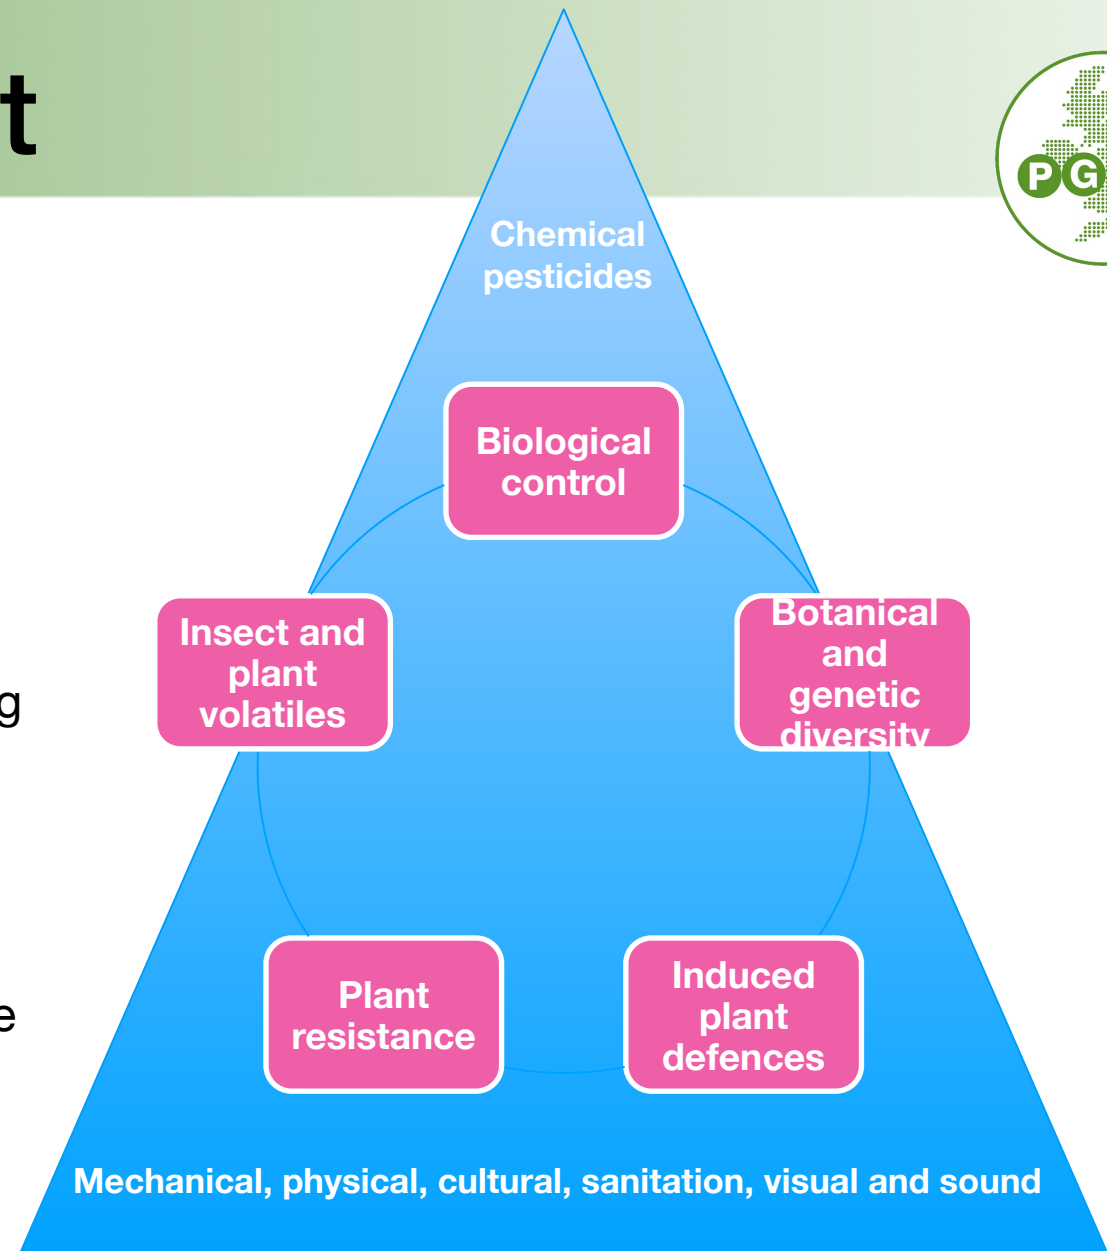 t
PG
Chemical
pesticides
Biological
control
Insect and
plant
volatiles
Botanical
and
genetic
diversity
g
Plant
resistance
e
Induced
plant
defences
Mechanical, physical, cultural, sanitation, visual and sound